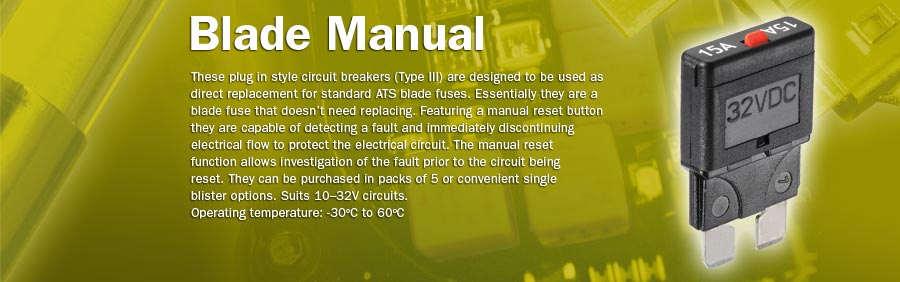 Blade Manual
These plug in style circuit breakers (Type III) are designed to be used as
direct replacement for standard ATS blade fuses. Essentially they are a
blade fuse that doesn't need replacing. Featuring a manual reset button
they are capable of detecting a fault and immediately discontinuing
electrical flow to protect the electrical circuit. The manual reset
function allows investigation of the fault prior to the circuit being
reset. They can be purchased in packs of 5 or convenient single
blister options. Suits 10–32V circuits.
Operating temperature: -30ºC to 60ºC
15A 15A
32VDC